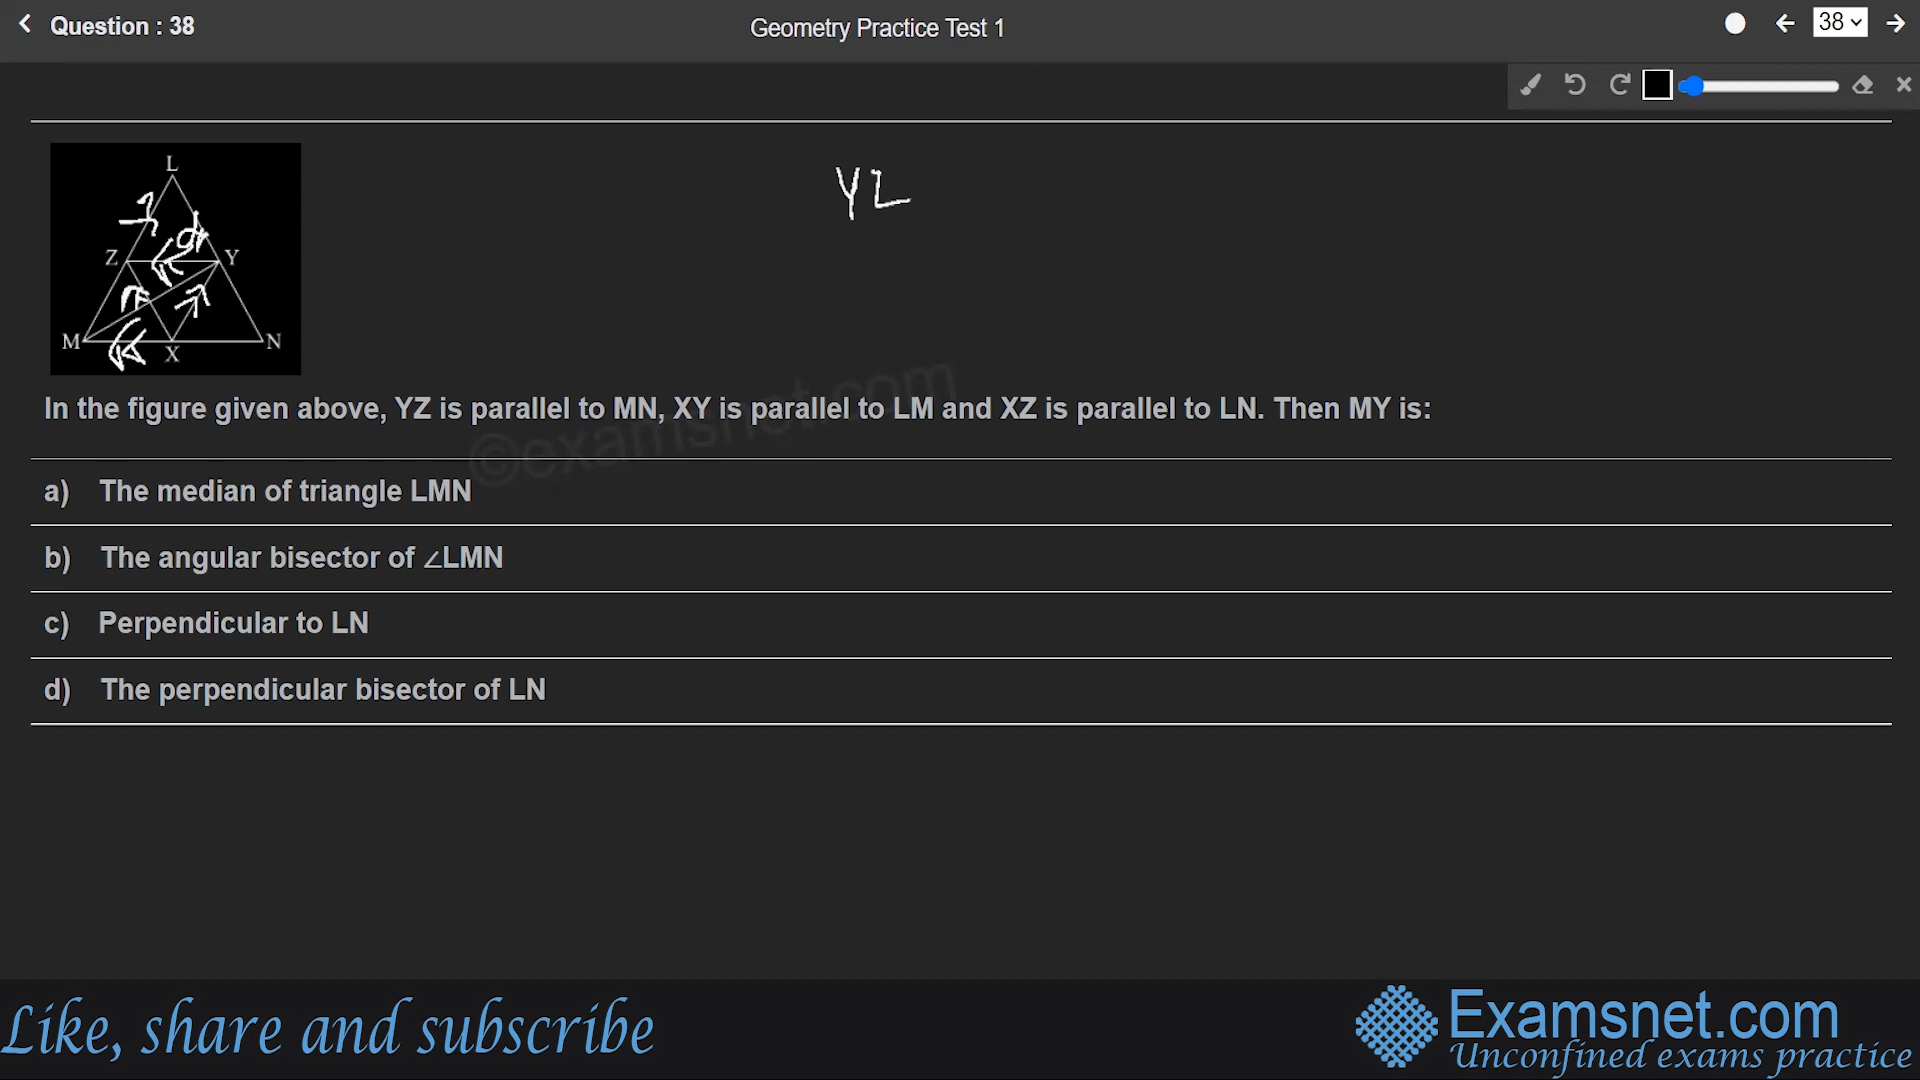 Question : 38
Geometry Practice Test 1
38
L
Z
Y
M
X
N
YZ
In the figure given above, YZ is parallel to MN, XY is parallel to LM and XZ is parallel to LN. Then MY is:
©examsnet.com
a) The median of triangle LMN
b) The angular bisector of ∠LMN
c) Perpendicular to LN
d) The perpendicular bisector of LN
Like, share and subscribe
Examsnet.com
Unconfined exams practice